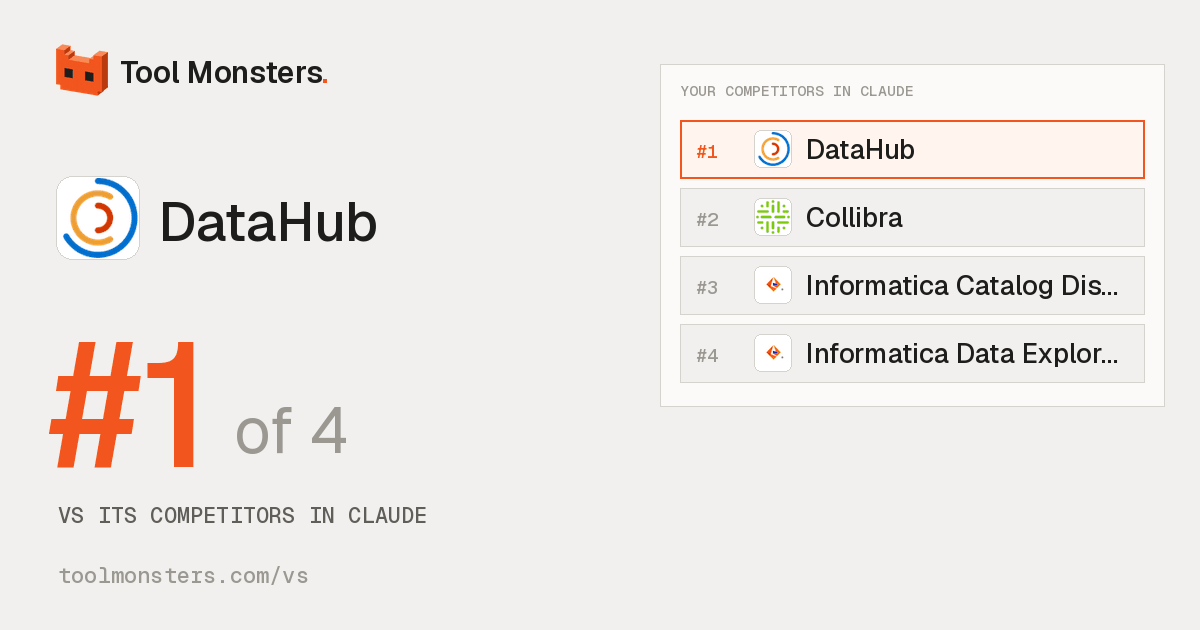 Tool Monsters.
DataHub
#1 of 4
VS ITS COMPETITORS IN CLAUDE
toolmonsters.com/vs
YOUR COMPETITORS IN CLAUDE
#1 DataHub
#2 Collibra
#3 Informatica Catalog Dis...
#4 Informatica Data Explor...